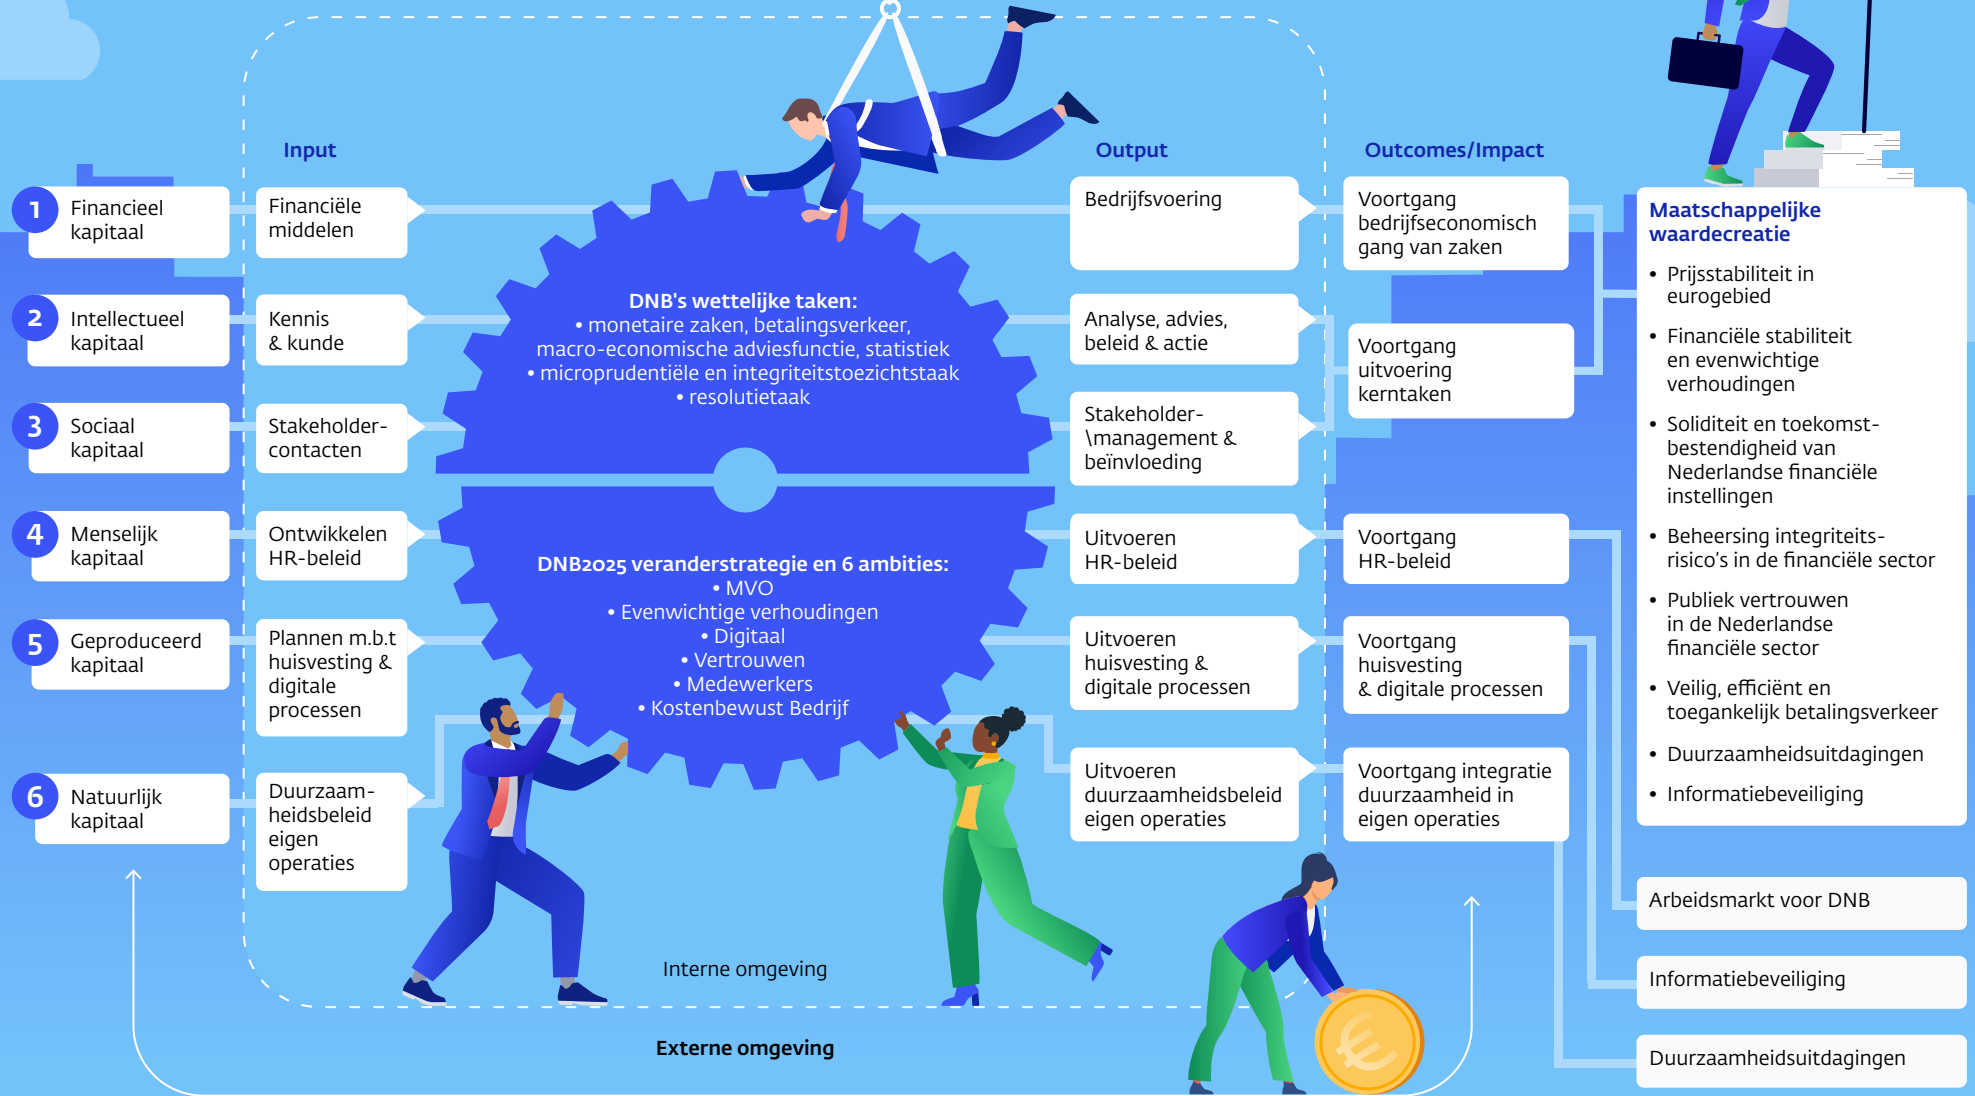 Input
Output
Outcomes/Impact
1
Financieel
kapitaal
Financiële
middelen
2
Intellectueel
kapitaal
Kennis
& kunde
3
Sociaal
kapitaal
Stakeholder-
contacten
4
Menselijk
kapitaal
Ontwikkelen
HR-beleid
5
Geproduceerd
kapitaal
Plannen m.b.t
huisvesting &
digitale
processen
6
Natuurlijk
kapitaal
Duurzaam-
heidsbeleid
eigen
operaties
DNB's wettelijke taken:
• monetaire zaken, betalingsverkeer,
macro-economische adviesfunctie, statistiek
• microprudentiële en integriteitstoezichtstaak
• resolutietaak
DNB2025 veranderstrategie en 6 ambities:
• MVO
• Evenwichtige verhoudingen
• Digitaal
• Vertrouwen
• Medewerkers
• Kostenbewust Bedrijf
Bedrijfsvoering
Analyse, advies,
beleid & actie
Stakeholder-
\management &
beïnvloeding
Uitvoeren
HR-beleid
Uitvoeren
huisvesting &
digitale processen
Uitvoeren
duurzaamheidsbeleid
eigen operaties
Voortgang
bedrijfseconomisch
gang van zaken
Voortgang
uitvoering
kerntaken
Voortgang
HR-beleid
Voortgang
huisvesting
& digitale processen
Voortgang integratie
duurzaamheid in
eigen operaties
Maatschappelijke
waardecreatie
• Prijsstabiliteit in
eurogebied
• Financiële stabiliteit
en evenwichtige
verhoudingen
• Soliditeit en toekomst-
bestendigheid van
Nederlandse financiële
instellingen
• Beheersing integriteits-
risico's in de financiële sector
• Publiek vertrouwen
in de Nederlandse
financiële sector
• Veilig, efficiënt en
toegankelijk betalingsverkeer
• Duurzaamheidsuitdagingen
• Informatiebeveiliging
Arbeidsmarkt voor DNB
Informatiebeveiliging
Duurzaamheidsuitdagingen
Interne omgeving
Externe omgeving
€